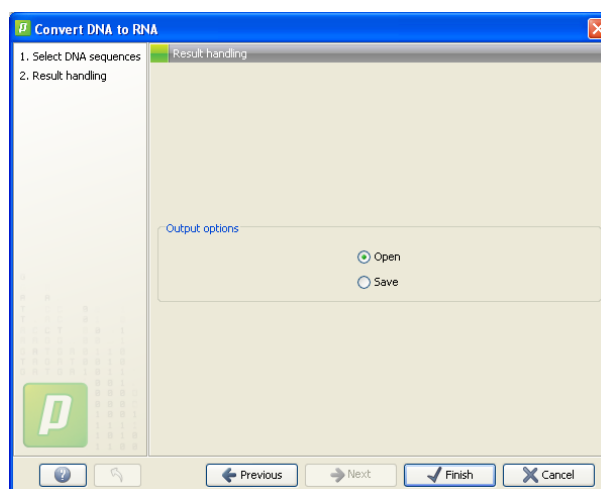 Convert DNA to RNA
1. Select DNA sequences
2. Result handling
Result handling
Output options
Open
Save
Previous
Next
Finish
Cancel